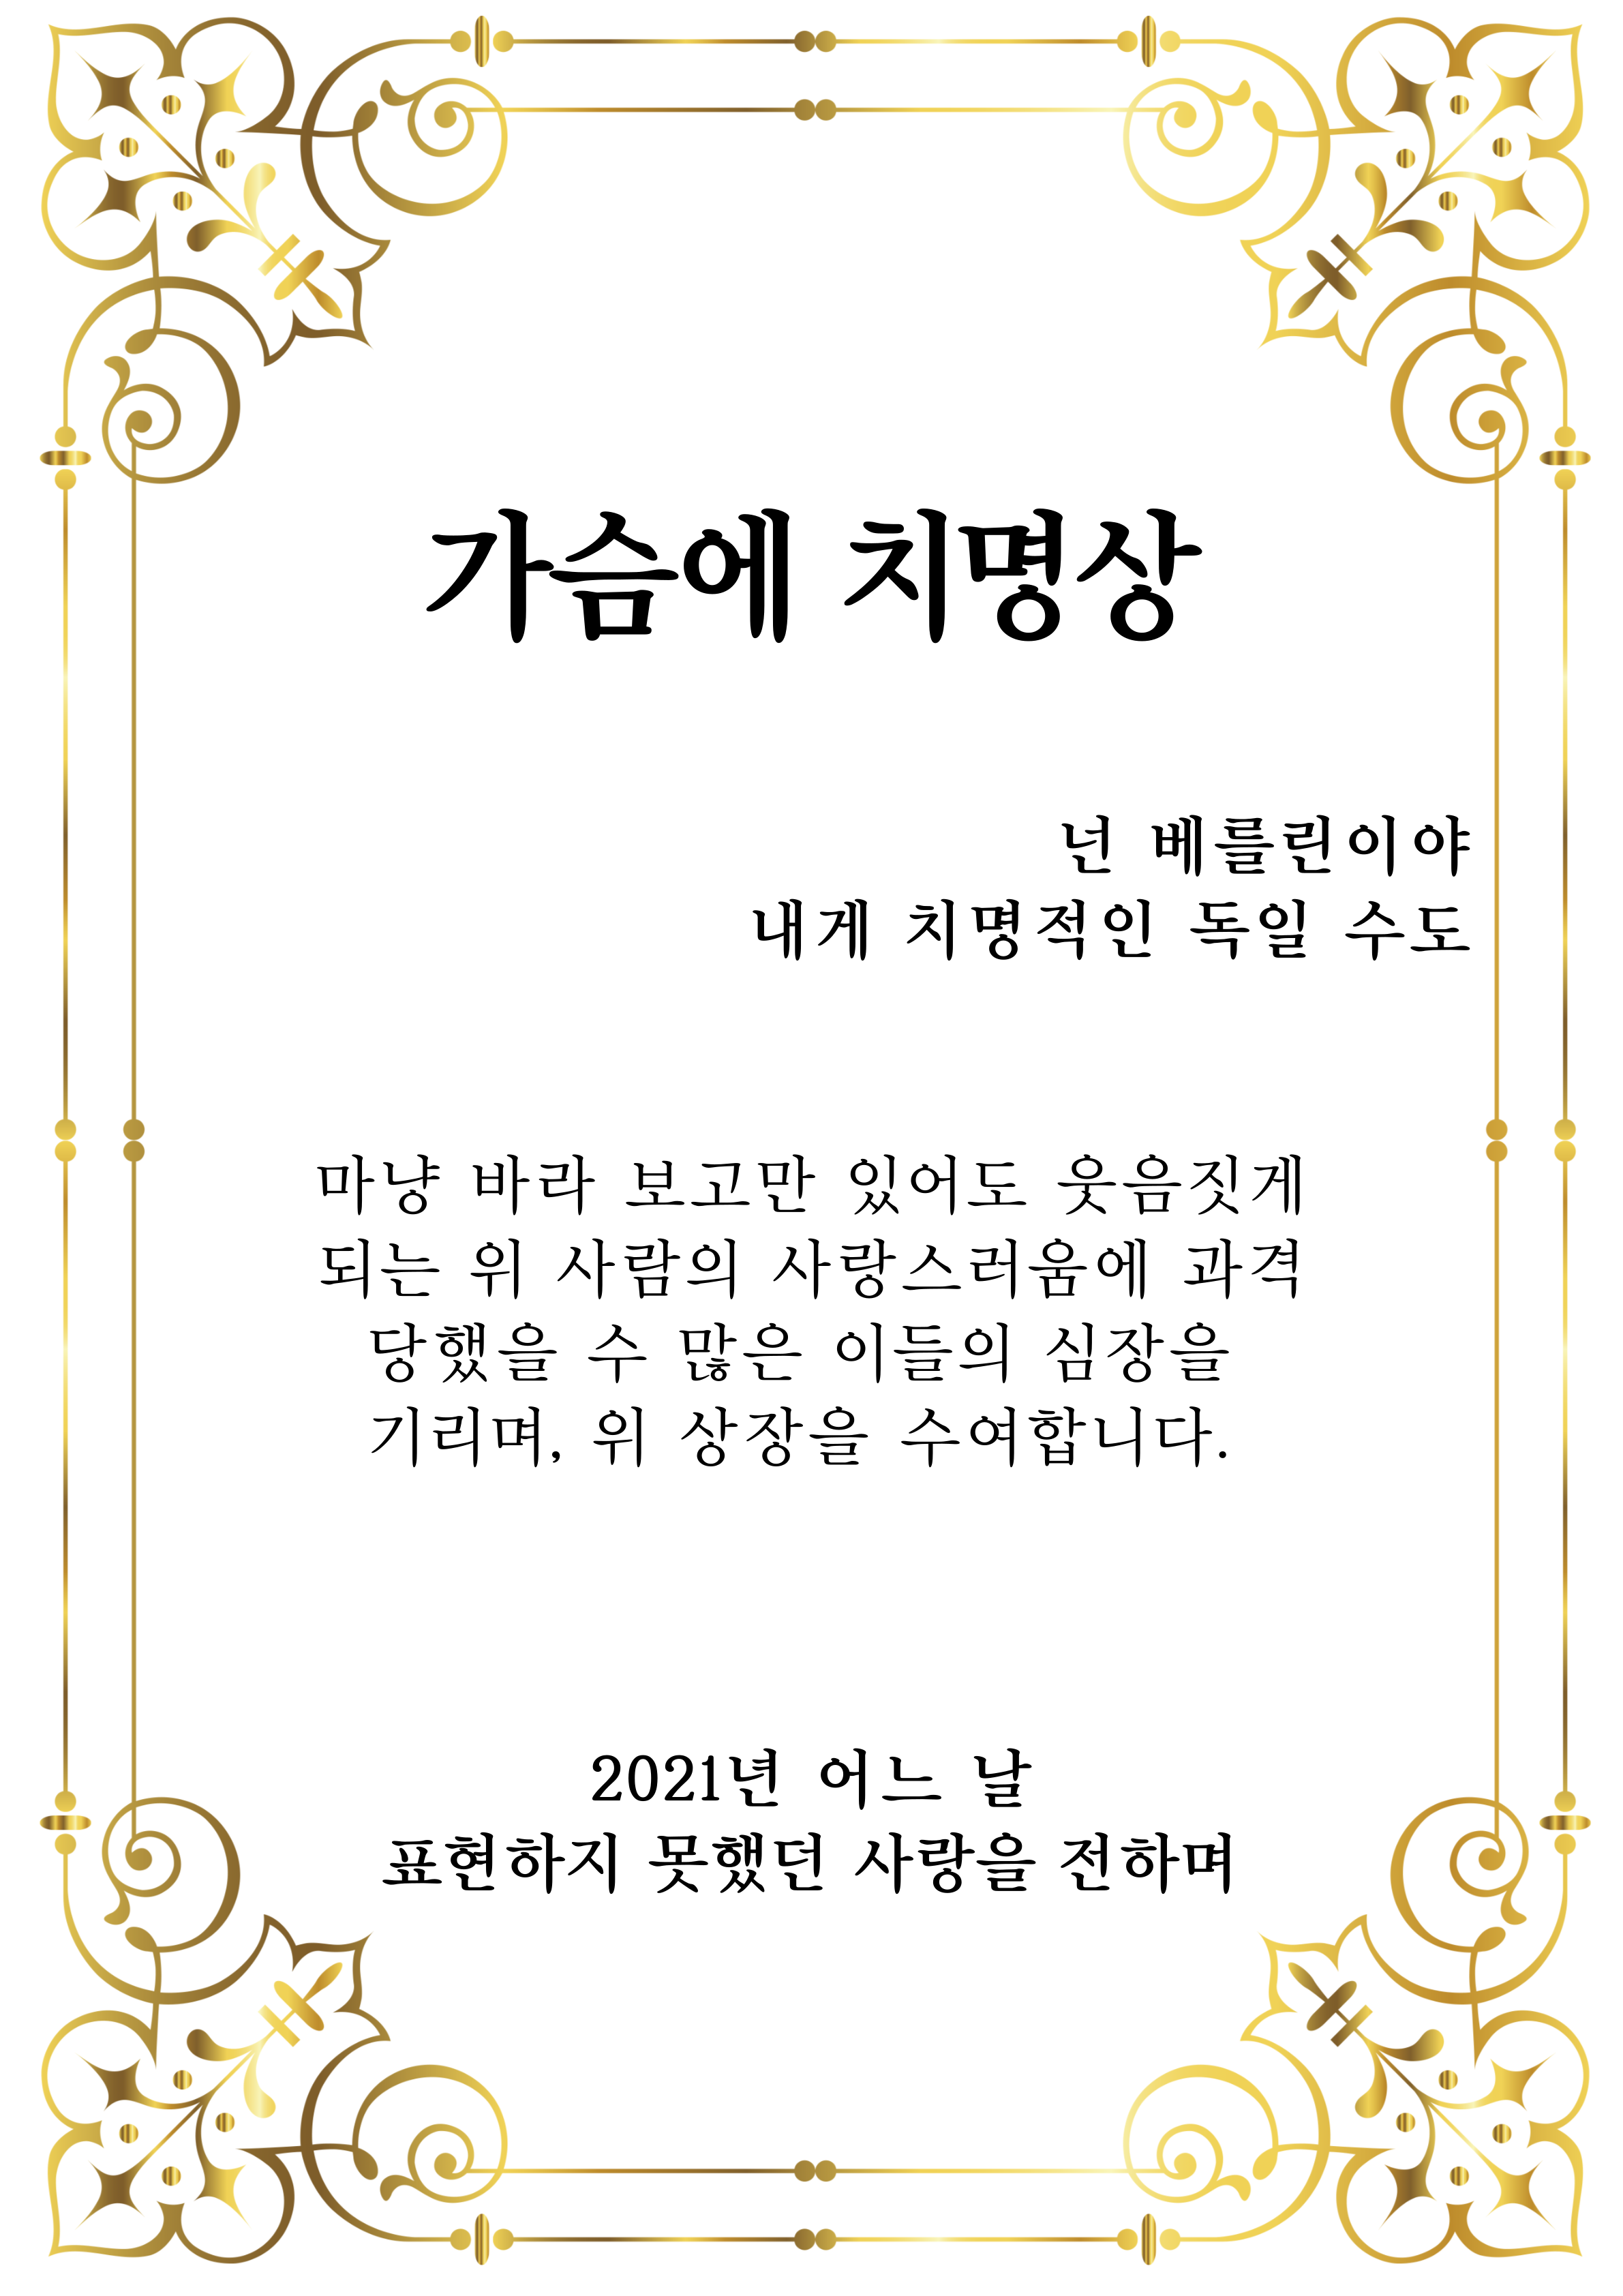 가슴에 치명상
넌 베를린이야
내게 치명적인 독일 수도
마냥 바라 보고만 있어도 웃음짓게
되는 위 사람의 사랑스러움에 과격
당했을 수 많은 이들의 심장을
기리며, 위 상장을 수여합니다.
2021년 어느 날
표현하지 못했던 사랑을 전하며